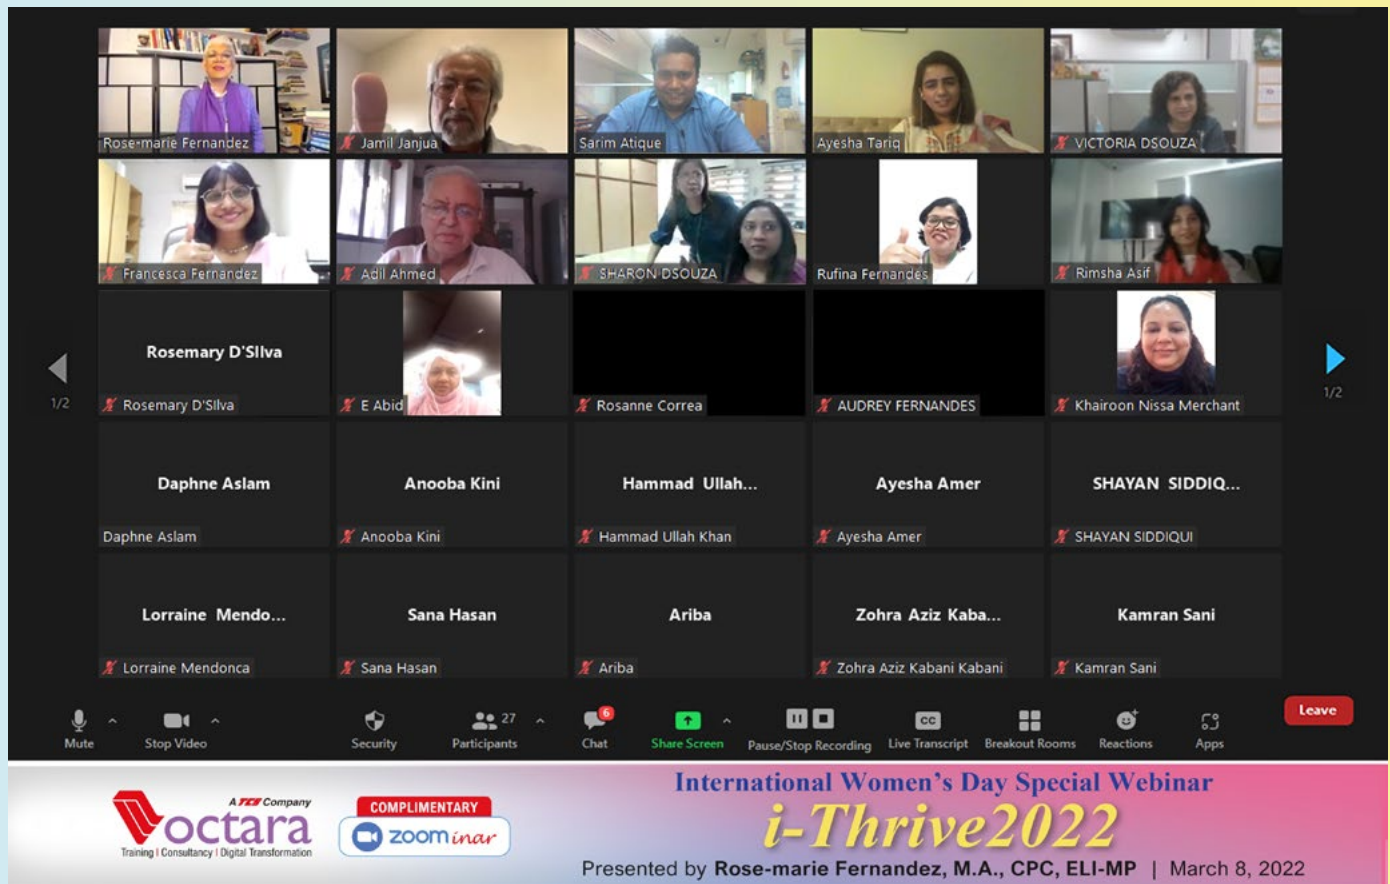 Rose-marie Fernandez
Jamil Janjua
Sarim Atique
Ayesha Tariq
VICTORIA DSOUZA
Francesca Fernandez
Adil Ahmed
SHARON DSOUZA
Rufina Fernandes
Rimsha Asif
Rosemary D'SIlva
Rosemary D'SIlva
E Abid
Rosanne Correa
AUDREY FERNANDES
Khairoon Nissa Merchant
1/2
1/2
Daphne Aslam
Anooba Kini
Hammad Ullah...
Ayesha Amer
SHAYAN SIDDIQ...
Daphne Aslam
Anooba Kini
Hammad Ullah Khan
Ayesha Amer
SHAYAN SIDDIQUI
Lorraine Mendo...
Sana Hasan
Ariba
Zohra Aziz Kaba...
Kamran Sani
Lorraine Mendonca
Sana Hasan
Ariba
Zohra Aziz Kabani Kabani
Kamran Sani
Mute
Stop Video
Security
27
Participants
6
Chat
Share Screen
Pause/Stop Recording
CC
Live Transcript
Breakout Rooms
Reactions
Apps
Leave
A TCS Company
octara
Training | Consultancy | Digital Transformation
COMPLIMENTARY
zoominar
International Women's Day Special Webinar
i-Thrive2022
Presented by Rose-marie Fernandez, M.A., CPC, ELI-MP | March 8, 2022